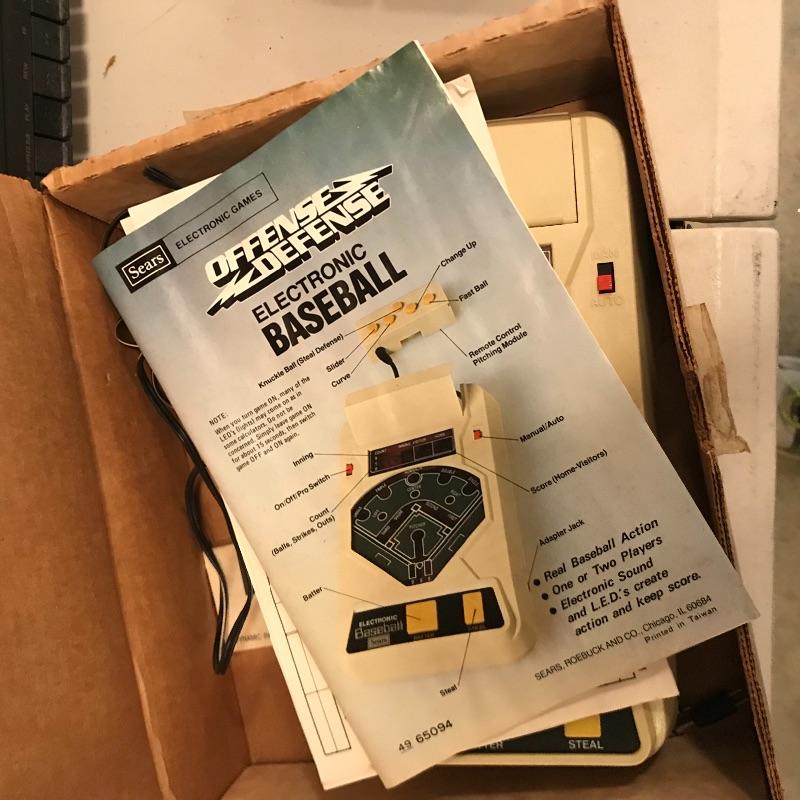 Sears
ELECTRONIC GAMES
OFFENSE
DEFENSE
ELECTRONIC
BASEBALL
Change Up
Fast Ball
Knuckle Ball (Steal Defense)
Slider
Curve
Remote Control
Pitching Module
NOTE:
When you turn game ON, many of the
LED's (lights) may come on as in
some calculators. Do not be
concerned. Simply leave game ON
for about 15 seconds, then switch
game OFF and ON again.
Inning
On/Off/Pro Switch
Count
(Balls, Strikes, Outs)
Manual/Auto
Score (Home-Visitors)
Adapter Jack
Batter
ELECTRONIC
Baseball
Sears
BATTER
Steal
• Real Baseball Action
• One or Two Players
• Electronic Sound
and L.E.D.'s create
action and keep score.
SEARS, ROEBUCK AND CO., Chicago, IL 60684
Printed in Taiwan
49 65094
AUTO
STEAL